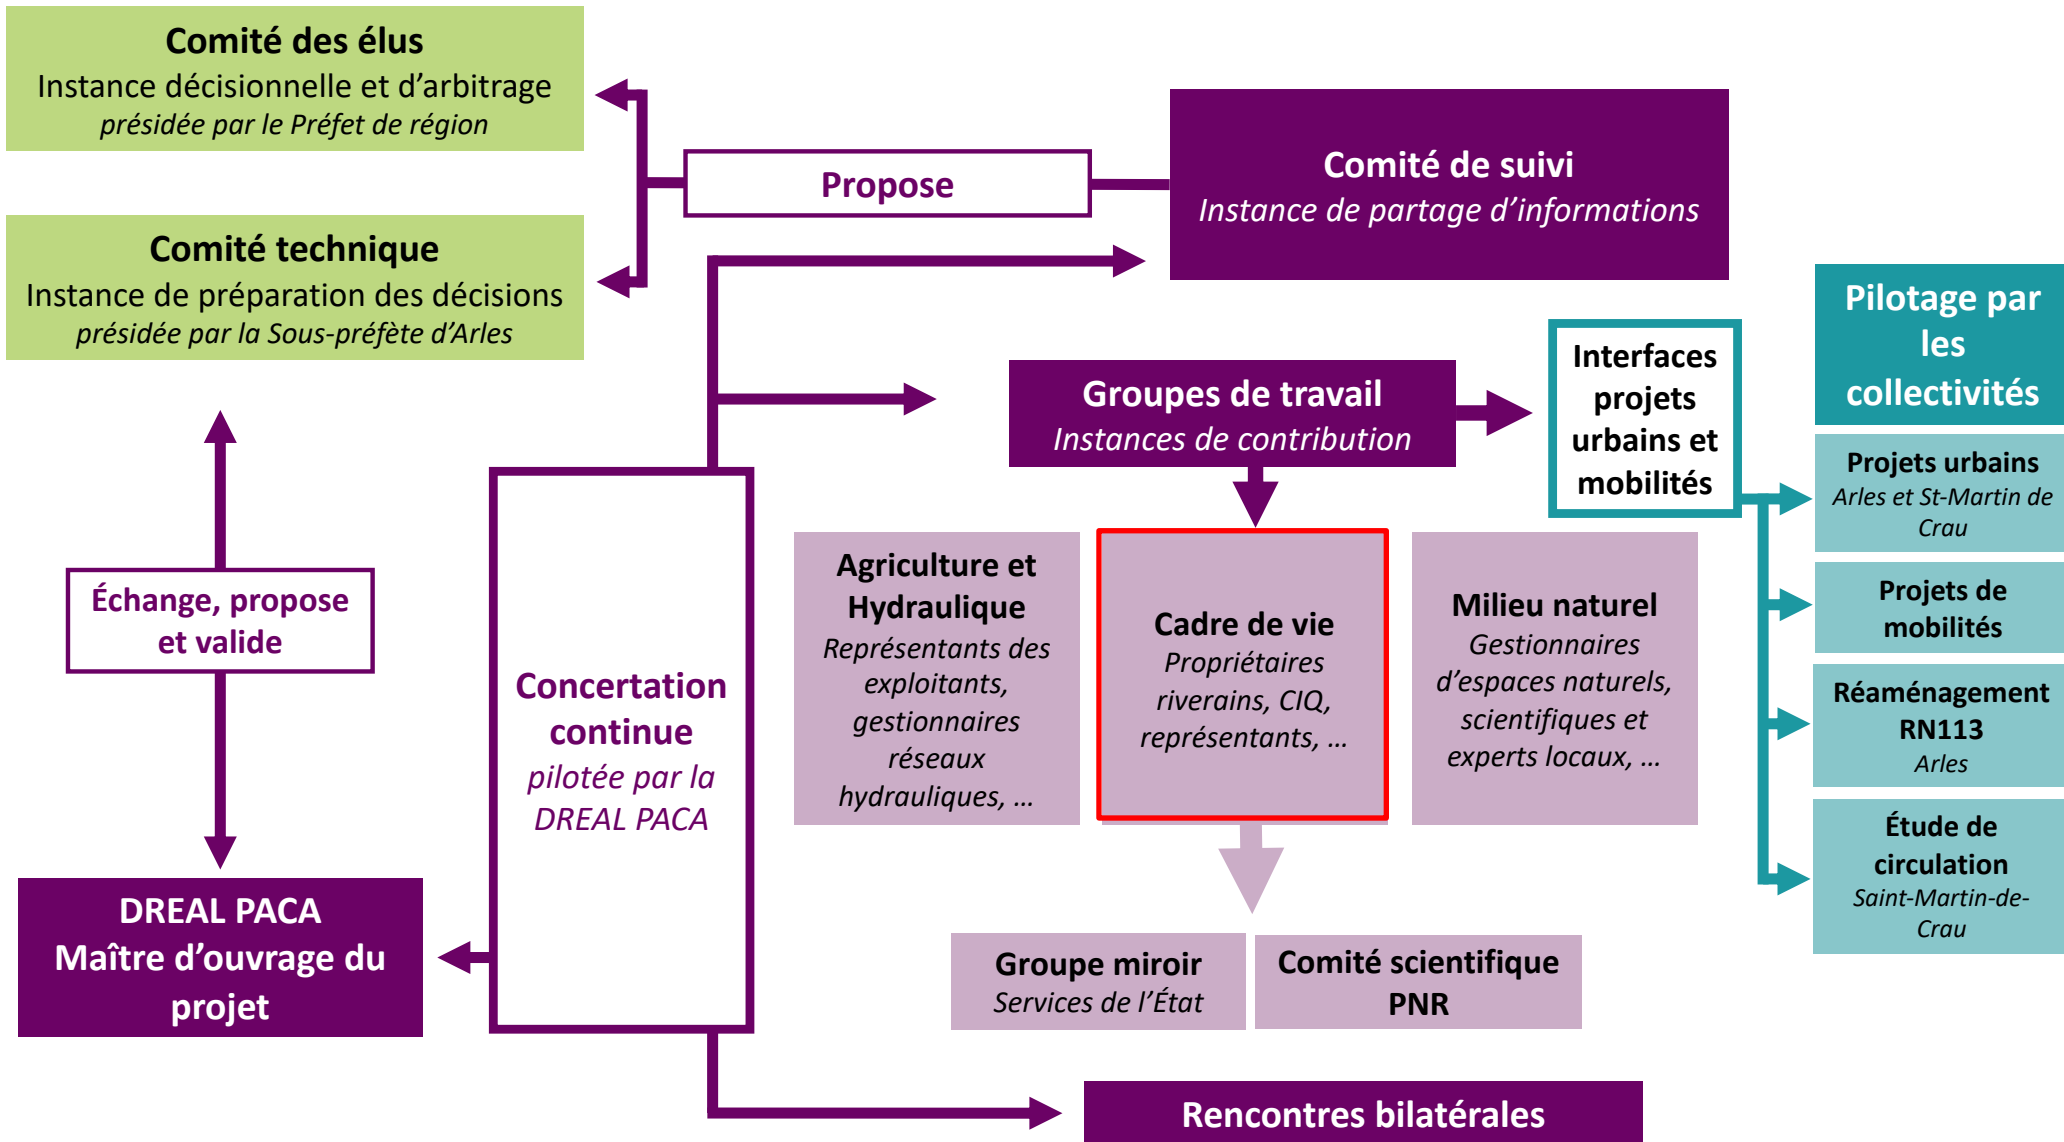 Comité des élus
Instance décisionnelle et d’arbitrage
présidée par le Préfet de région
Comité technique
Instance de préparation des décisions
présidée par la Sous-préfète d’Arles
Propose
Comité de suivi
Instance de partage d’informations
Groupes de travail
Instances de contribution
Interfaces
projets
urbains et
mobilités
Pilotage par
les
collectivités
Projets urbains
Arles et St-Martin de
Crau
Projets de
mobilités
Réaménagement
RN113
Arles
Étude de
circulation
Saint-Martin-de-
Crau
Échange, propose
et valide
Concertation
continue
pilotée par la
DREAL PACA
Agriculture et
Hydraulique
Représentants des
exploitants,
gestionnaires
réseaux
hydrauliques, …
Cadre de vie
Propriétaires
riverains, CIQ,
représentants, …
Milieu naturel
Gestionnaires
d’espaces naturels,
scientifiques et
experts locaux, …
DREAL PACA
Maître d’ouvrage du
projet
Groupe miroir
Services de l’État
Comité scientifique
PNR
Rencontres bilatérales